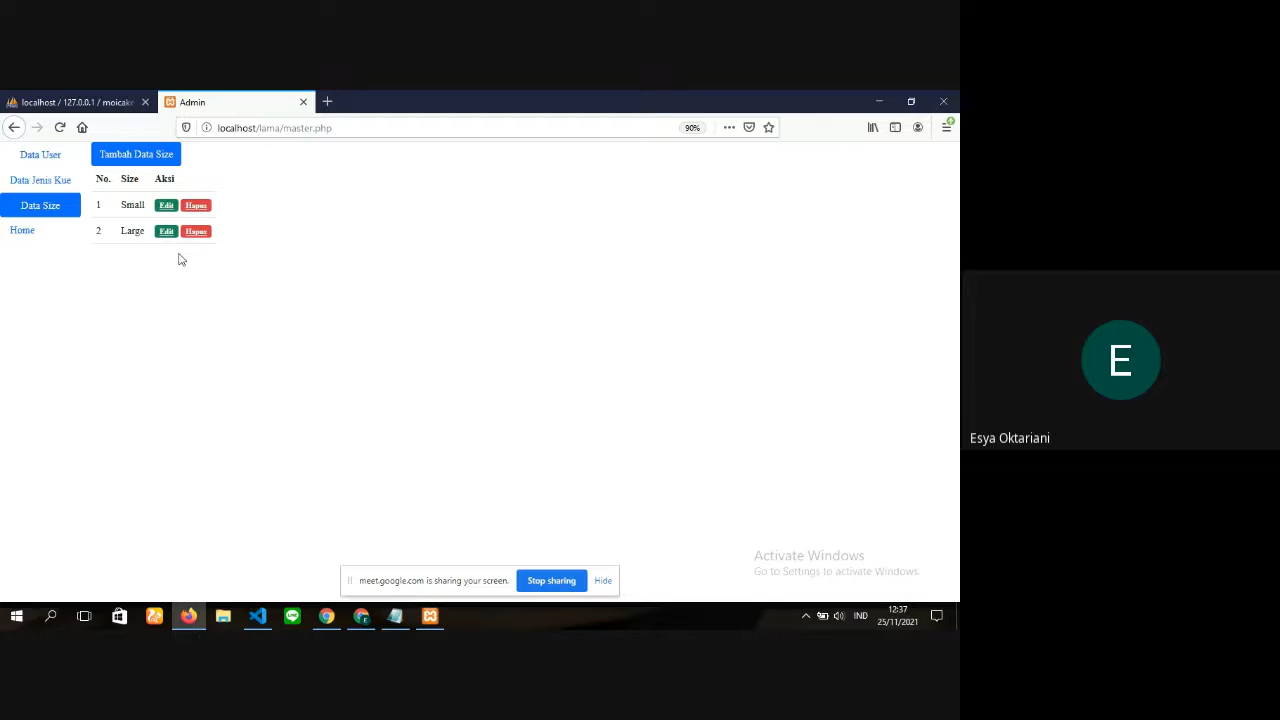 localhost / 127.0.0.1 / moicake
Admin
localhost/lama/master.php
90%
Data User
Tambah Data Size
Data Jenis Kue
No. Size Aksi
Data Size
1 Small Edit Hapus
Home
2 Large Edit Hapus
E
Esya Oktariani
Activate Windows
Go to Settings to activate Windows.
meet.google.com is sharing your screen. Stop sharing Hide
IND
12:37
25/11/2021